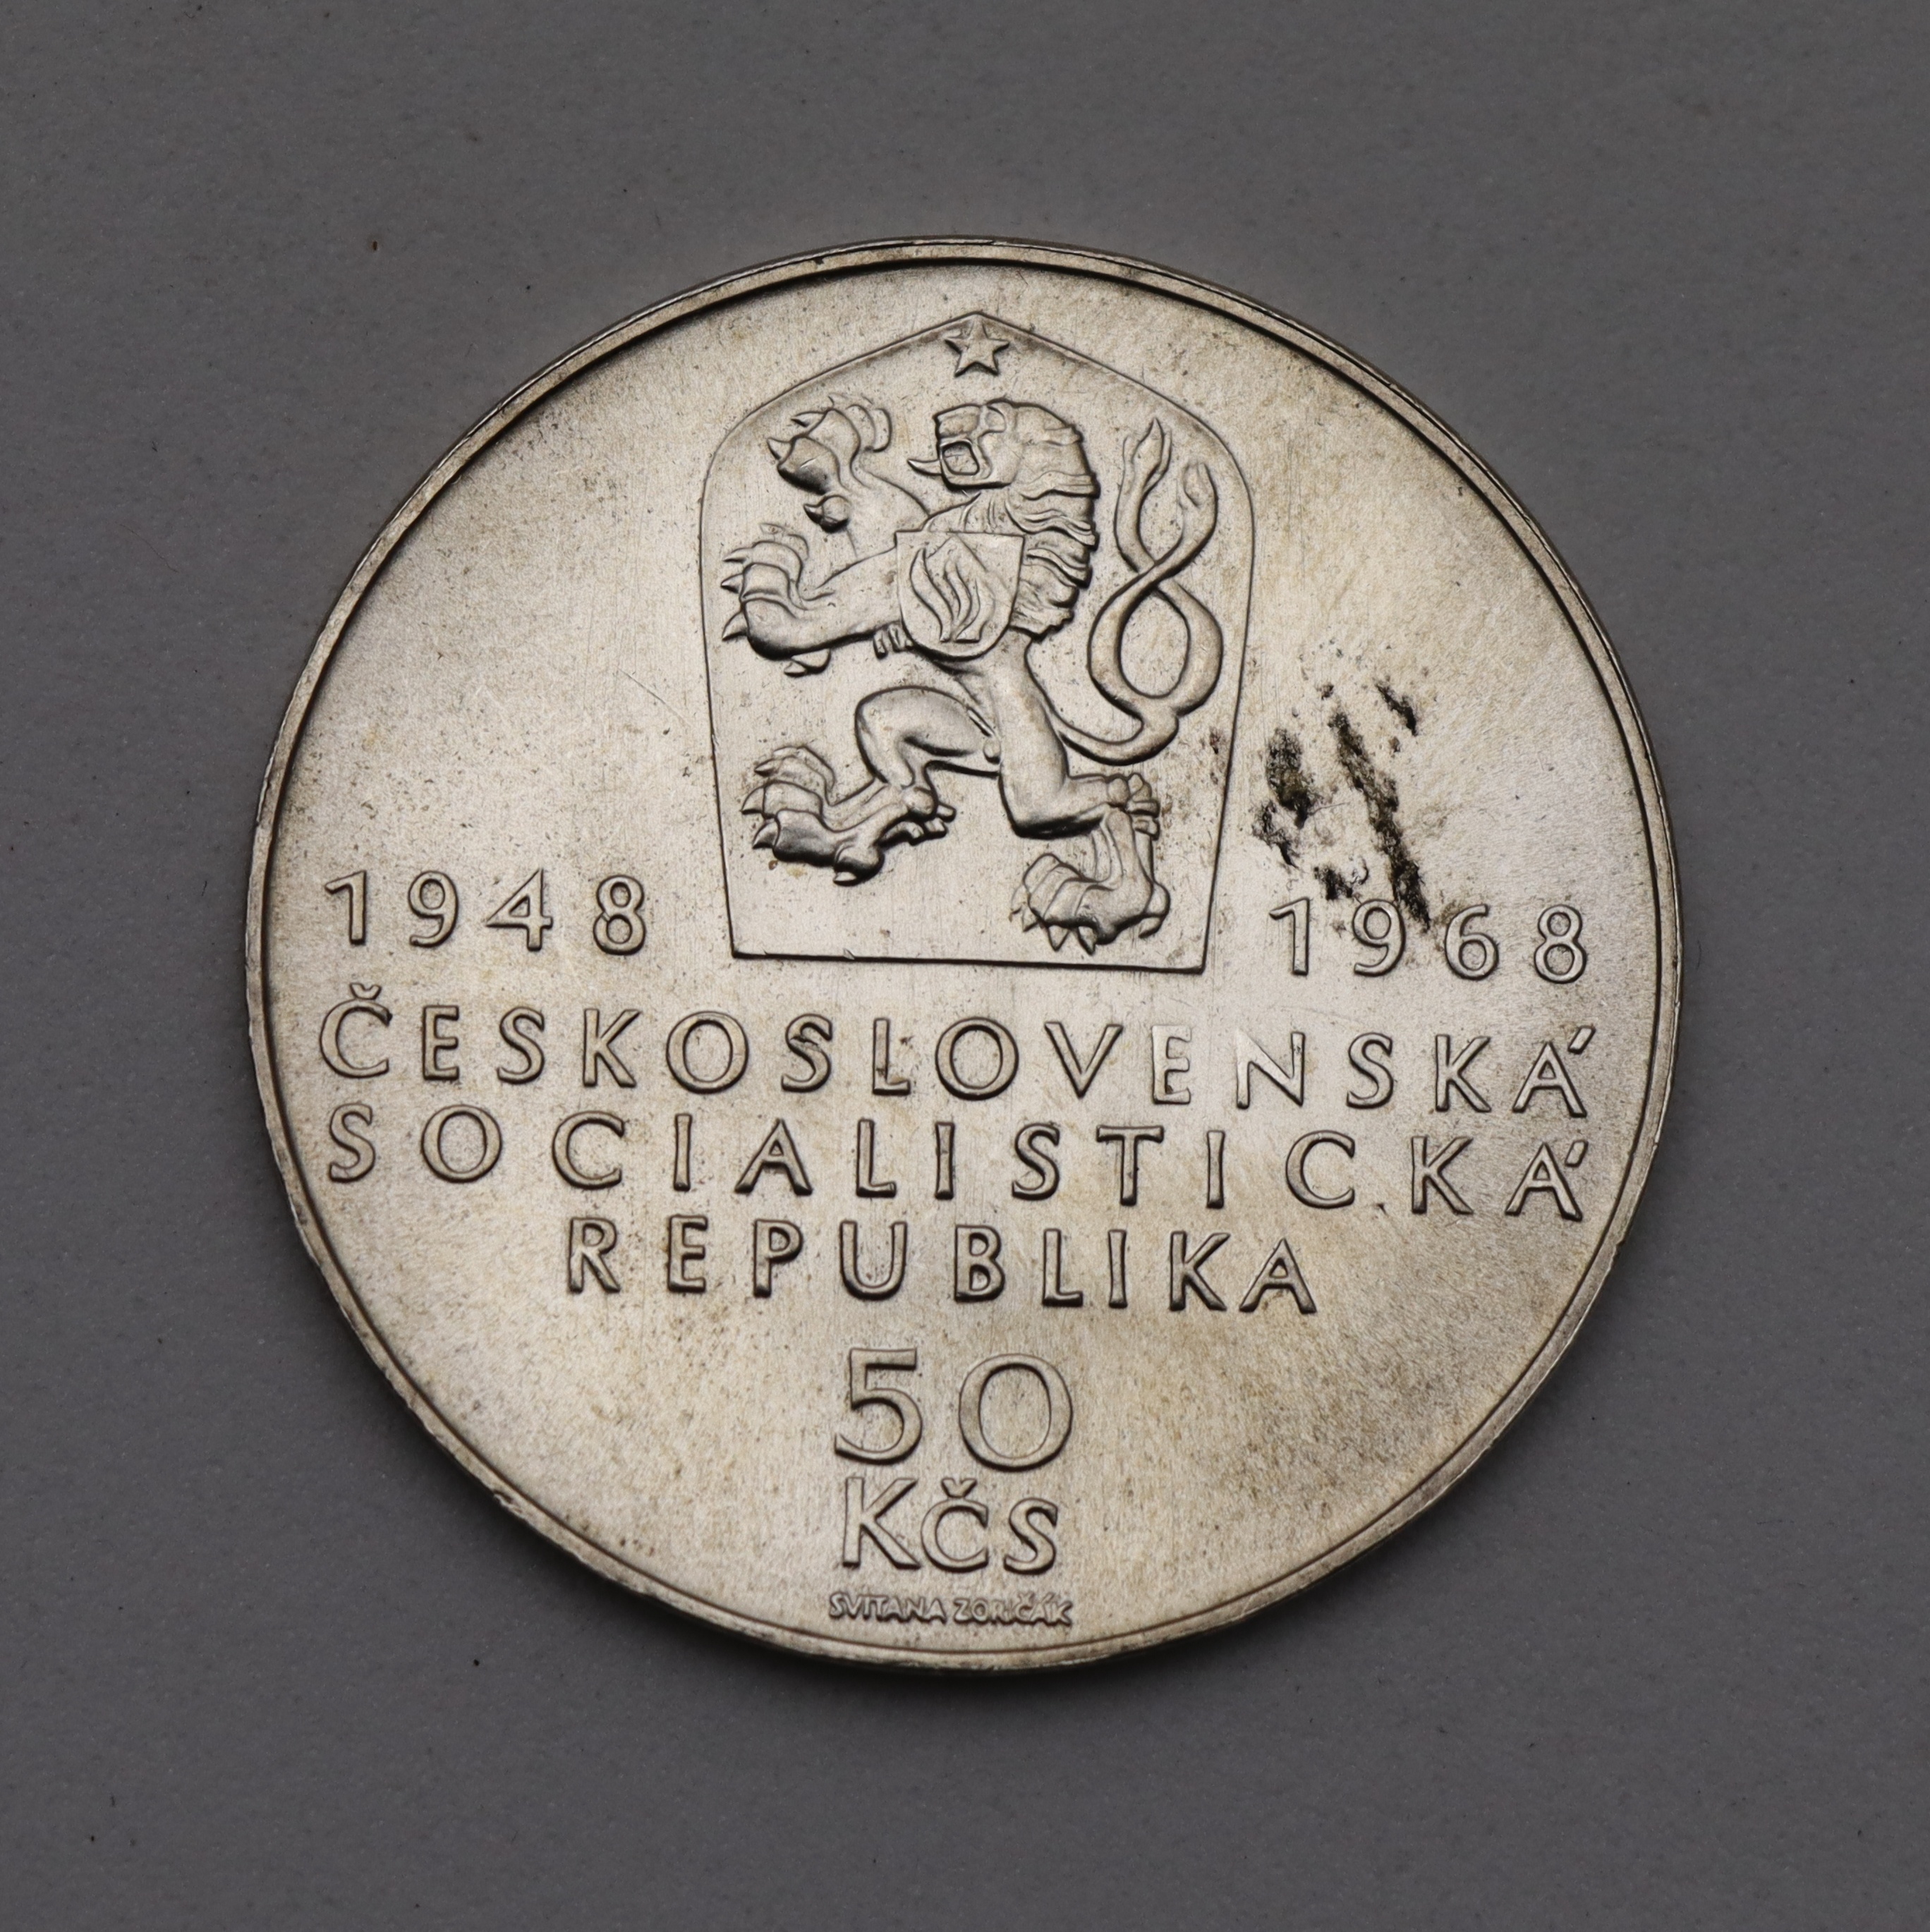 1948 1968
ČESKOSLOVENSKÁ
SOCIALISTICKÁ
REPUBLIKA
50
KČS
SVITANA ZORIČÁK